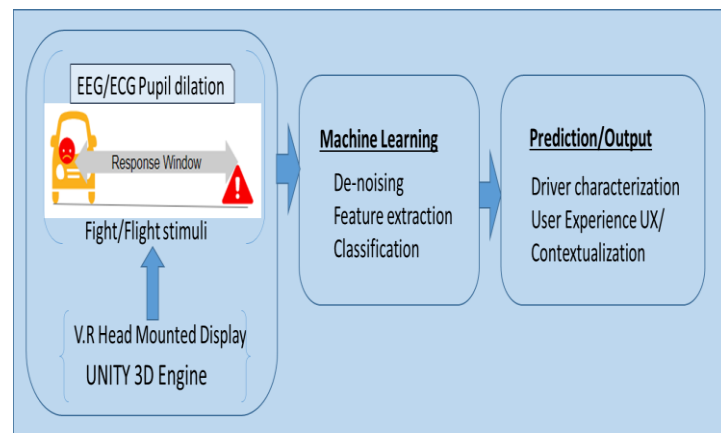 EEG/ECG Pupil dilation
Response Window
Fight/Flight stimuli
V.R Head Mounted Display
UNITY 3D Engine
Machine Learning
De-noising
Feature extraction
Classification
Prediction/Output
Driver characterization
User Experience UX/
Contextualization